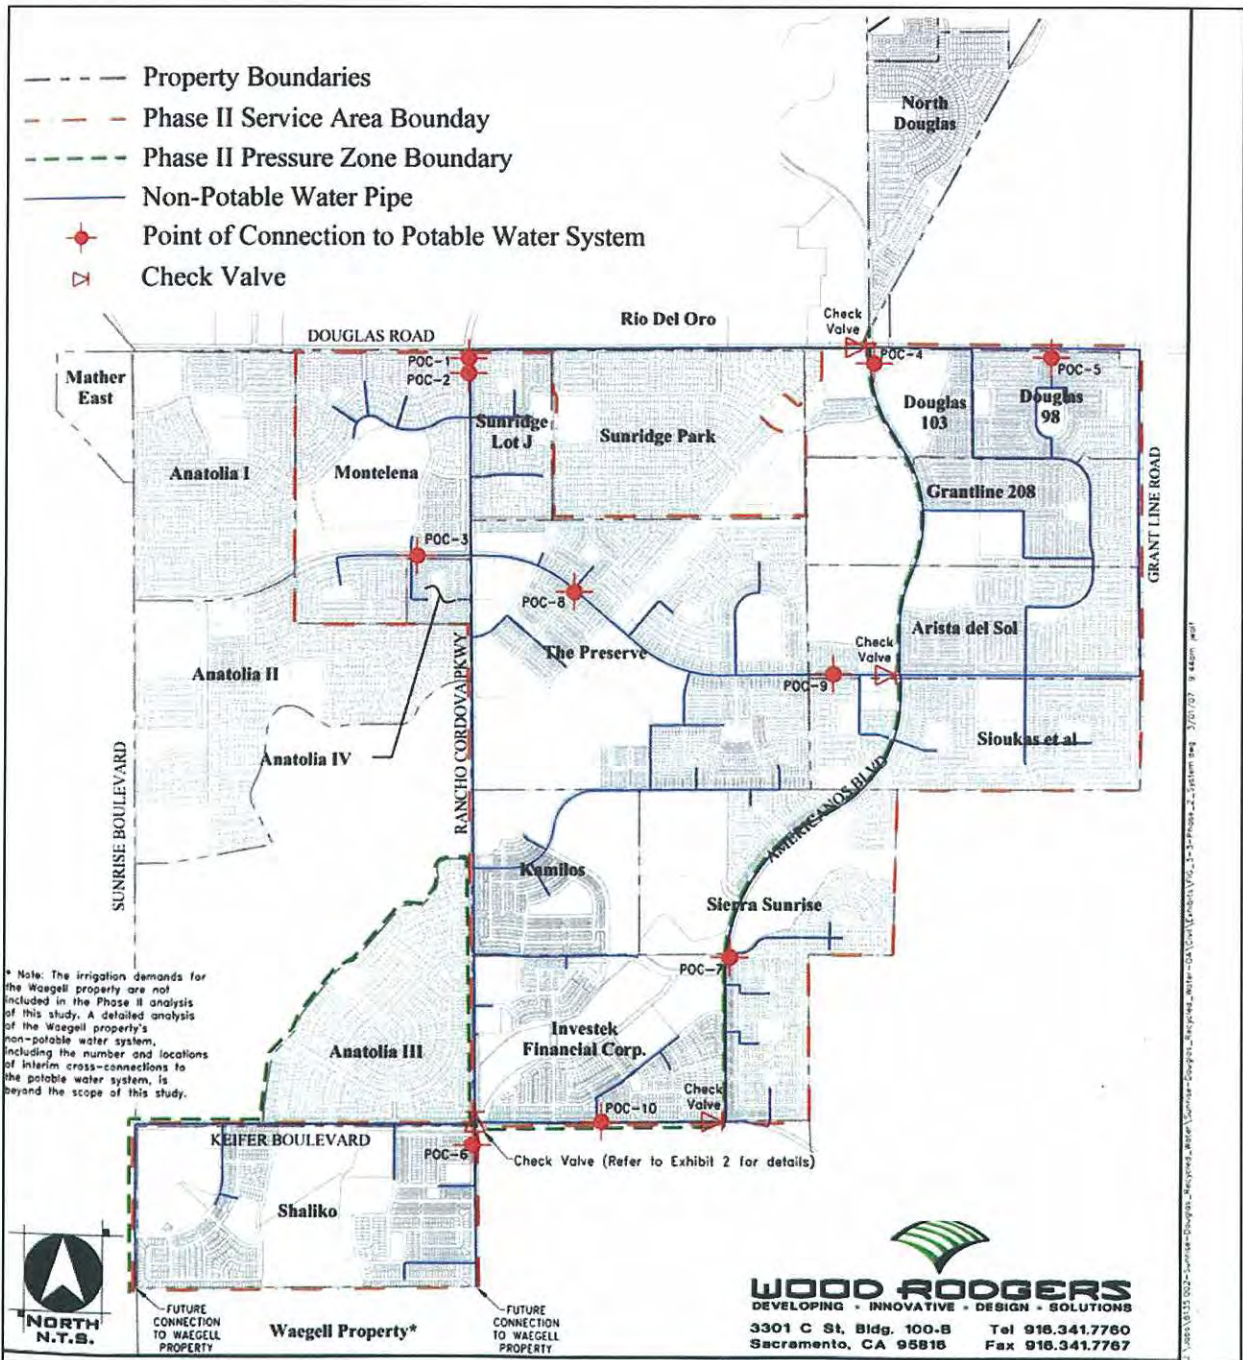 Property Boundaries
Phase II Service Area Bounday
Phase II Pressure Zone Boundary
Non-Potable Water Pipe
Point of Connection to Potable Water System
Check Valve
North
Douglas
Rio Del Oro
Check
Valve
DOUGLAS ROAD
POC-1
POC-2
POC-4
POC-5
Mather
East
Douglas
103
Douglas
98
Sunridge
Lot J
Sunridge Park
Anatolia I
Montelena
Grantline 208
GRANT LINE ROAD
POC-3
POC-8
Arista del Sol
The Preserve
Check
Valve
Anatolia II
POC-9
Anatolia IV
RANCHO CORDOVA PKWY
Sioukas et al
SUNRISE BOULEVARD
AMERICANOS BLVD
Kamilos
Sierra Sunrise
POC-7
* Note: The irrigation demands for
the Waegell property are not
included in the Phase II analysis
of this study. A detailed analysis
of the Waegell property's
non-potable water system,
including the number and locations
of interim cross-connections to
the potable water system, is
beyond the scope of this study.
Investek
Financial Corp.
Anatolia III
Check
Valve
POC-10
KEIFER BOULEVARD
POC-6
Check Valve (Refer to Exhibit 2 for details)
Shaliko
NORTH
N.T.S.
FUTURE
CONNECTION
TO WAEGELL
PROPERTY
Waegell Property*
FUTURE
CONNECTION
TO WAEGELL
PROPERTY
WOOD RODGERS
DEVELOPING • INNOVATIVE • DESIGN • SOLUTIONS
3301 C St, Bldg. 100-B Tel 916.341.7760
Sacramento, CA 95816 Fax 916.341.7767